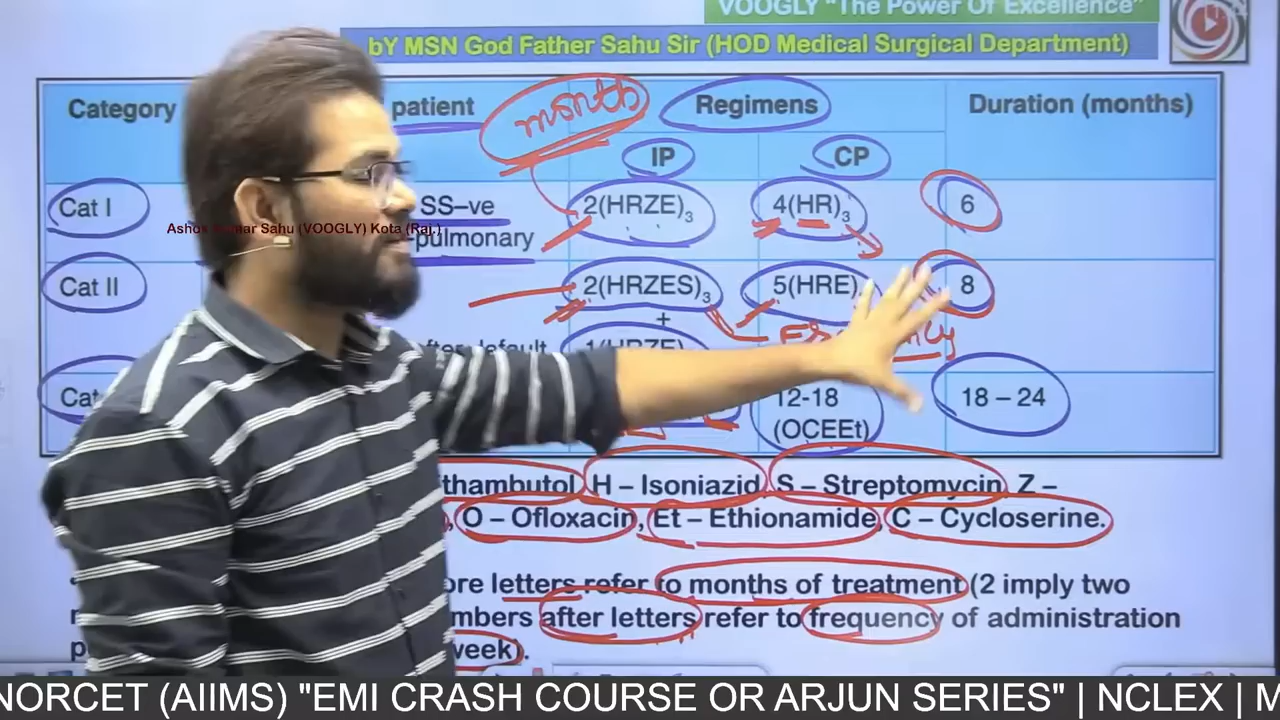 VOOGLY "The Power Of Excellence"
bY MSN God Father Sahu Sir (HOD Medical Surgical Department)
Category patient Regimens Duration (months)
month
IP CP
Cat I SS–ve 2(HRZE)3 4(HR)3 6
Ashok Kumar Sahu (VOOGLY) Kota (Raj.)
pulmonary
Cat II 2(HRZES)3 5(HRE) 8
+
after default 1(HRZE)
Cat 12-18 18 – 24
(OCEEt)
thambutol H – Isoniazid, S – Streptomycin, Z –
, O – Ofloxacin, Et – Ethionamide, C – Cycloserine.
ore letters refer to months of treatment (2 imply two
mbers after letters refer to frequency of administration
week).
NORCET (AIIMS) "EMI CRASH COURSE OR ARJUN SERIES" | NCLEX | M